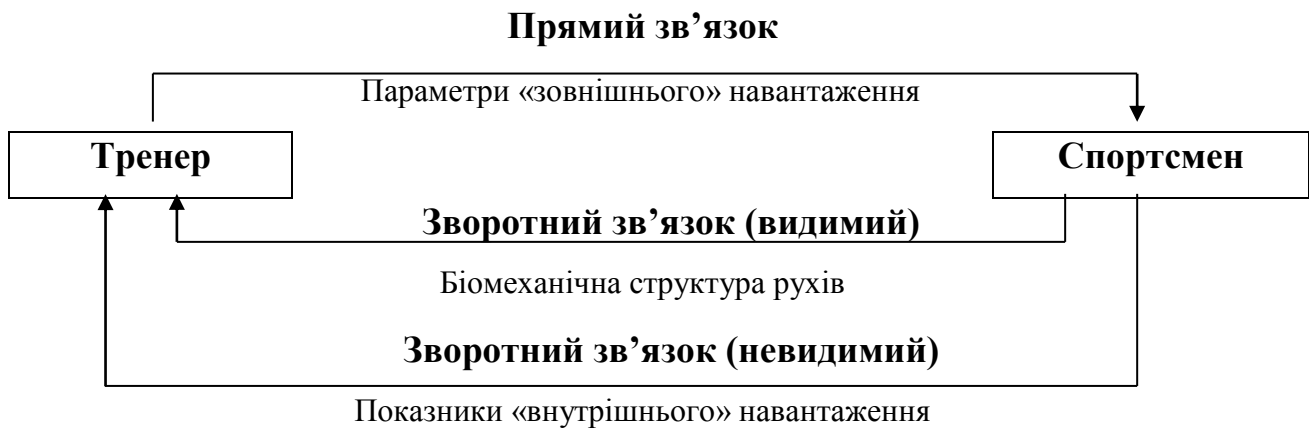 Прямий зв’язок
Параметри «зовнішнього» навантаження
Тренер
Спортсмен
Зворотний зв’язок (видимий)
Біомеханічна структура рухів
Зворотний зв’язок (невидимий)
Показники «внутрішнього» навантаження